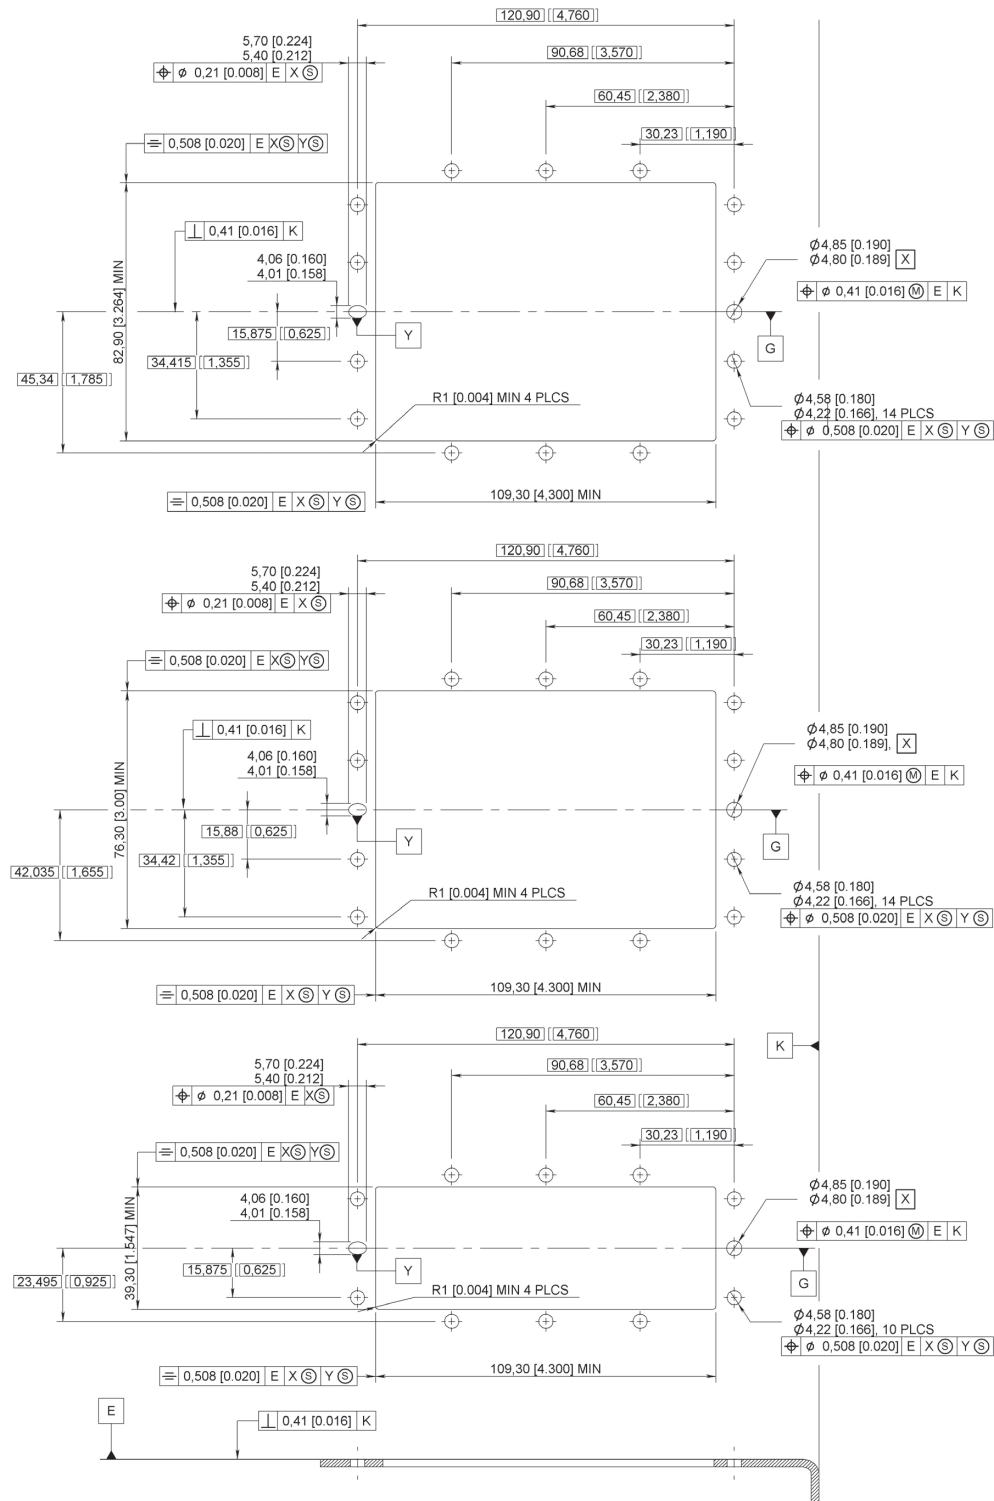 120,90 [4,760]
5,70 [0.224]
5,40 [0.212]
90,68 [3,570]
⌖ ⌀ 0,21 [0.008] E X Ⓢ
60,45 [2,380]
30,23 [1,190]
⌯ 0,508 [0.020] E XⓈ YⓈ
⊥ 0,41 [0.016] K
82,90 [3.264] MIN
4,06 [0.160]
4,01 [0.158]
Ø4,85 [0.190]
Ø4,80 [0.189] X
⌖ ⌀ 0,41 [0.016] Ⓜ E K
15,875 [0,625]
Y
G
34,415 [1,355]
45,34 [1,785]
R1 [0.004] MIN 4 PLCS
Ø4,58 [0.180]
Ø4,22 [0.166], 14 PLCS
⌖ ⌀ 0,508 [0.020] E X Ⓢ Y Ⓢ
109,30 [4,300] MIN
⌯ 0,508 [0.020] E X Ⓢ Y Ⓢ
120,90 [4,760]
5,70 [0.224]
5,40 [0.212]
90,68 [3,570]
⌖ ⌀ 0,21 [0.008] E X Ⓢ
60,45 [2,380]
30,23 [1,190]
⌯ 0,508 [0.020] E XⓈ YⓈ
⊥ 0,41 [0.016] K
76,30 [3.00] MIN
4,06 [0.160]
4,01 [0.158]
Ø4,85 [0.190]
Ø4,80 [0.189], X
⌖ ⌀ 0,41 [0.016] Ⓜ E K
15,88 [0,625]
Y
G
34,42 [1,355]
42,035 [1,655]
R1 [0.004] MIN 4 PLCS
Ø4,58 [0.180]
Ø4,22 [0.166], 14 PLCS
⌖ ⌀ 0,508 [0.020] E X Ⓢ Y Ⓢ
109,30 [4.300] MIN
⌯ 0,508 [0.020] E X Ⓢ Y Ⓢ
120,90 [4,760]
K
5,70 [0.224]
5,40 [0.212]
90,68 [3,570]
⌖ ⌀ 0,21 [0.008] E XⓈ
60,45 [2,380]
30,23 [1,190]
⌯ 0,508 [0.020] E XⓈ YⓈ
39,30 [1.547] MIN
4,06 [0.160]
4,01 [0.158]
Ø4,85 [0.190]
Ø4,80 [0.189] X
⌖ ⌀ 0,41 [0.016] Ⓜ E K
15,875 [0,625]
Y
G
23,495 [0,925]
R1 [0.004] MIN 4 PLCS
Ø4,58 [0.180]
Ø4,22 [0.166], 10 PLCS
⌖ ⌀ 0,508 [0.020] E X Ⓢ Y Ⓢ
109,30 [4.300] MIN
⌯ 0,508 [0.020] E X Ⓢ Y Ⓢ
E
⊥ 0,41 [0.016] K